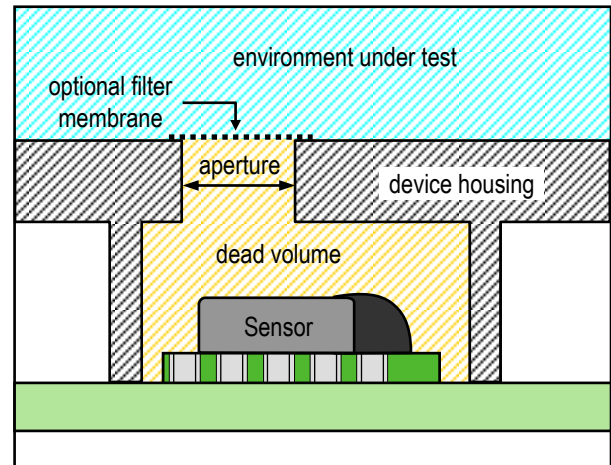 environment under test
optional filter
membrane
aperture
device housing
dead volume
Sensor